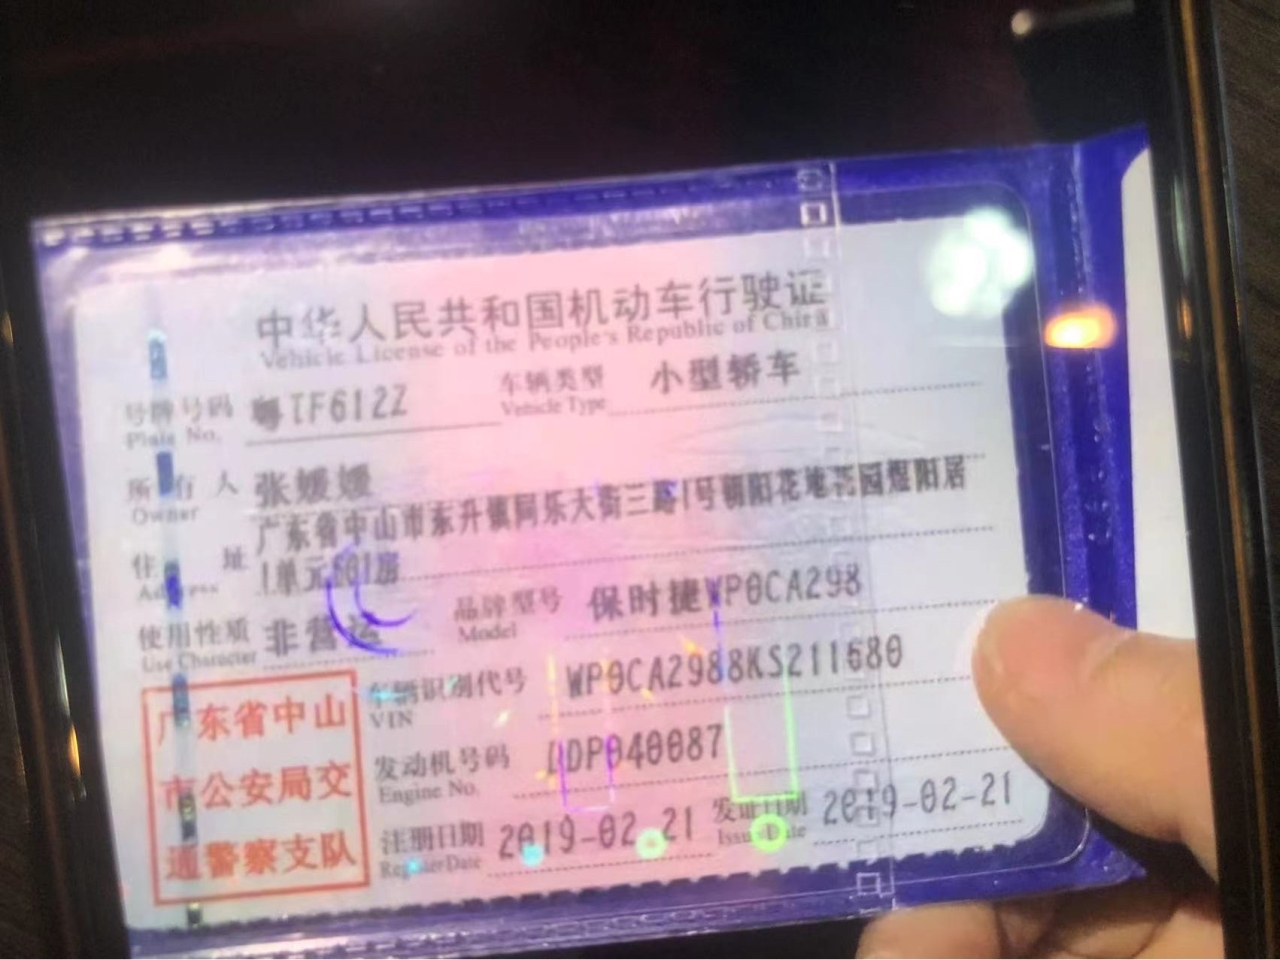 中华人民共和国机动车行驶证
Vehicle License of the People's Republic of China
号牌号码 粤TF612Z 车辆类型 小型轿车
Plate No. Vehicle Type
所有人 张媛媛
Owner
住址 广东省中山市东升镇同乐大街三路1号朝阳花地花园煜阳居
Address 1单元
使用性质 非营运 品牌型号 保时捷WP0CA298
Use Character Model
车辆识别代号 WP0CA2988KS211680
VIN
发动机号码 DDP040087
Engine No.
注册日期 2019-02-21 发证日期 2019-02-21
Register Date Issue Date
广东省中山
市公安局交
通警察支队